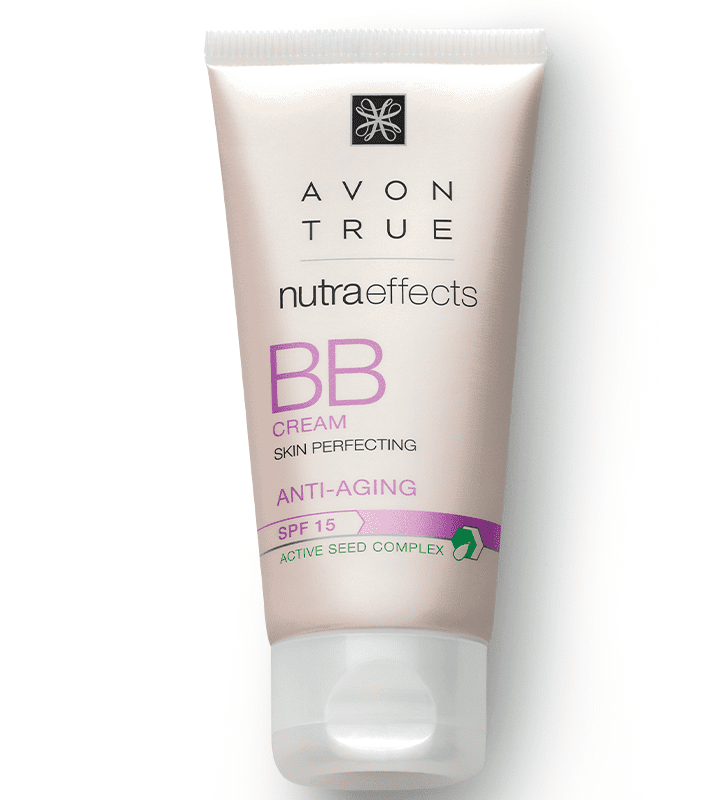 AVON
TRUE
nutraeffects
BB
CREAM
SKIN PERFECTING
ANTI-AGING
SPF 15
ACTIVE SEED COMPLEX